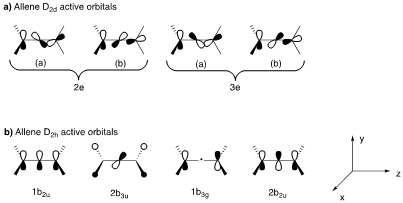 a) Allene D2d active orbitals
(a) (b) (a) (b)
2e 3e
b) Allene D2h active orbitals
y
z
x
1b2u 2b3u 1b3g 2b2u